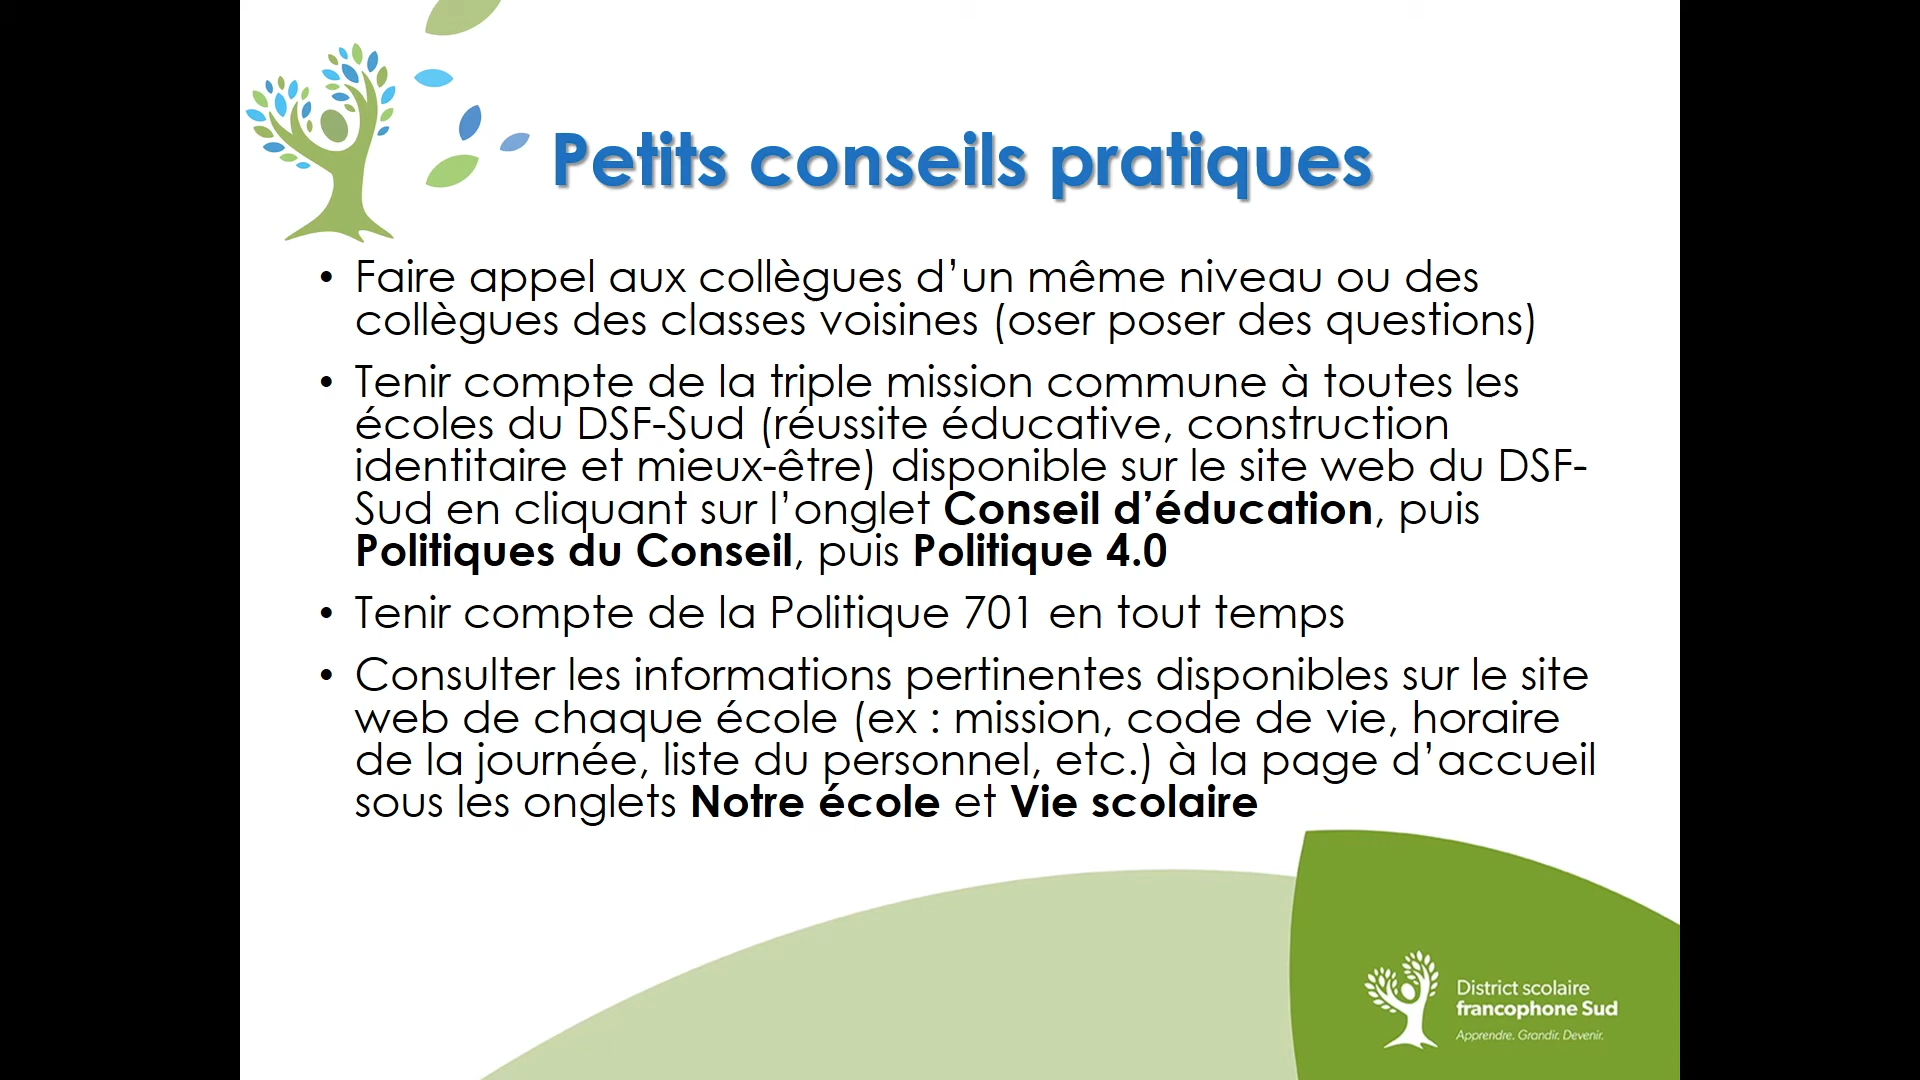 Petits conseils pratiques
• Faire appel aux collègues d’un même niveau ou des
collègues des classes voisines (oser poser des questions)
• Tenir compte de la triple mission commune à toutes les
écoles du DSF-Sud (réussite éducative, construction
identitaire et mieux-être) disponible sur le site web du DSF-
Sud en cliquant sur l’onglet Conseil d’éducation, puis
Politiques du Conseil, puis Politique 4.0
• Tenir compte de la Politique 701 en tout temps
• Consulter les informations pertinentes disponibles sur le site
web de chaque école (ex : mission, code de vie, horaire
de la journée, liste du personnel, etc.) à la page d’accueil
sous les onglets Notre école et Vie scolaire
District scolaire
francophone Sud
Apprendre. Grandir. Devenir.